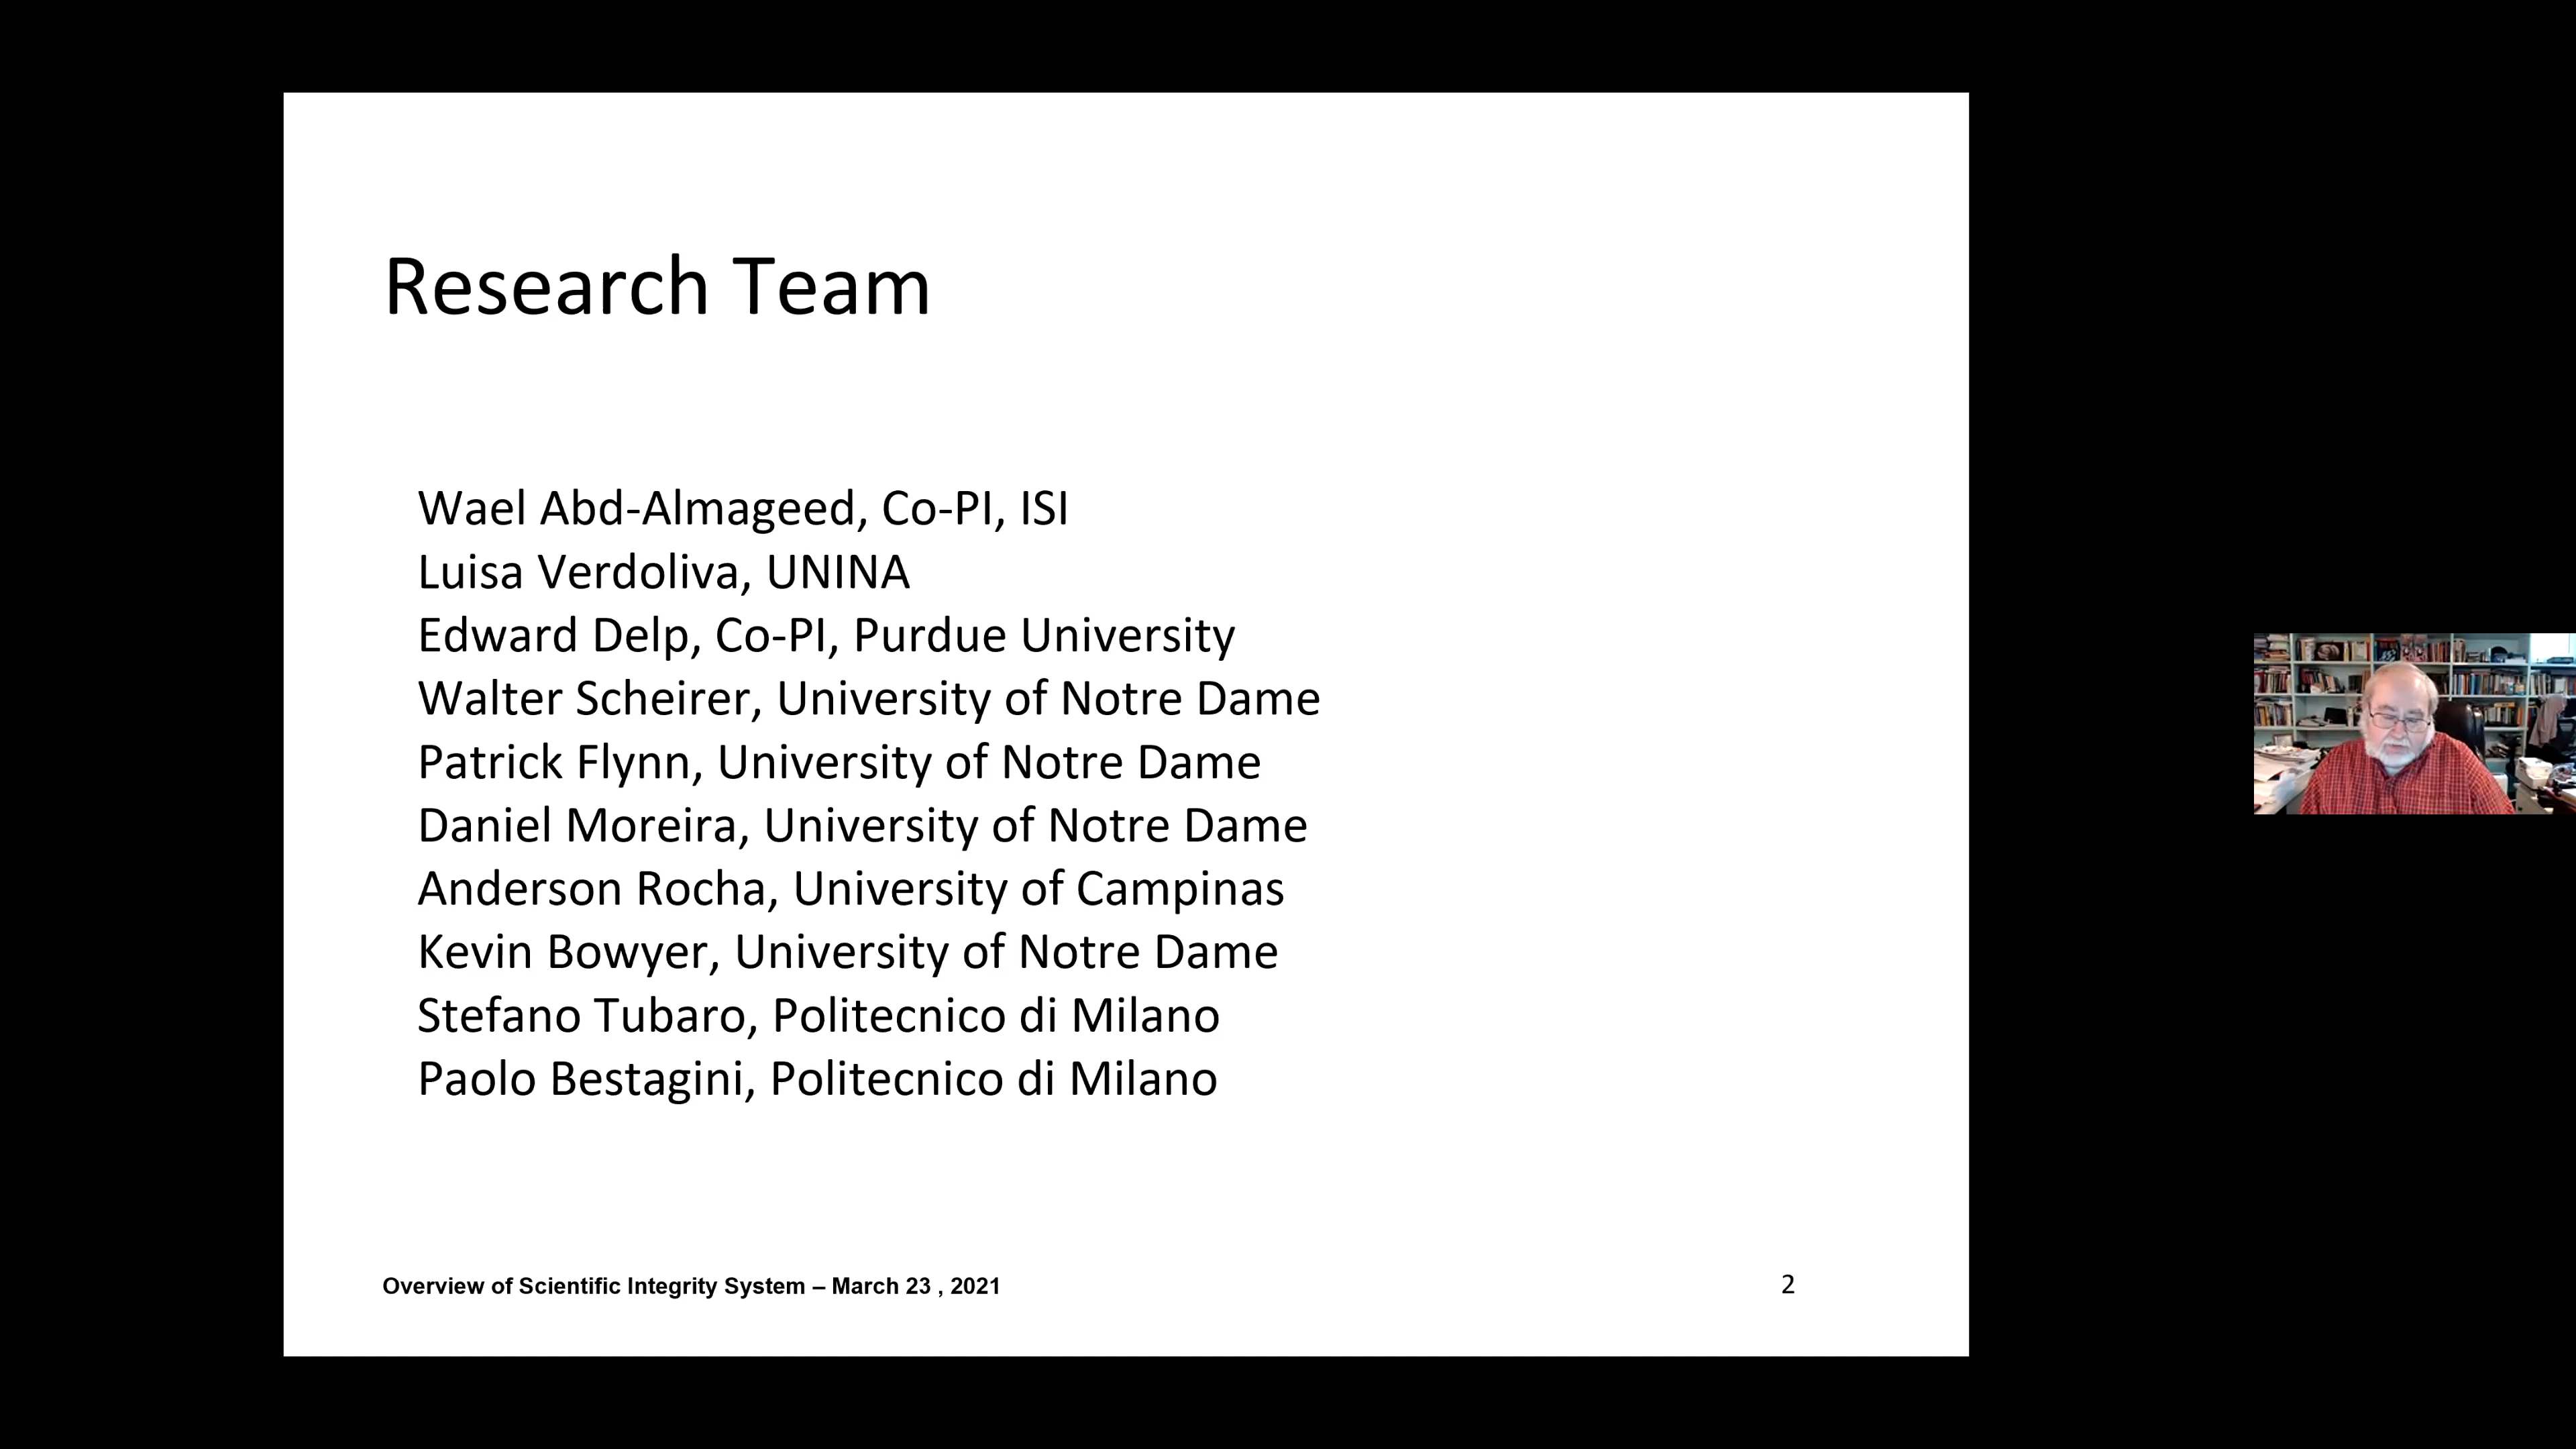 Research Team
Wael Abd-Almageed, Co-PI, ISI
Luisa Verdoliva, UNINA
Edward Delp, Co-PI, Purdue University
Walter Scheirer, University of Notre Dame
Patrick Flynn, University of Notre Dame
Daniel Moreira, University of Notre Dame
Anderson Rocha, University of Campinas
Kevin Bowyer, University of Notre Dame
Stefano Tubaro, Politecnico di Milano
Paolo Bestagini, Politecnico di Milano
Overview of Scientific Integrity System – March 23 , 2021
2